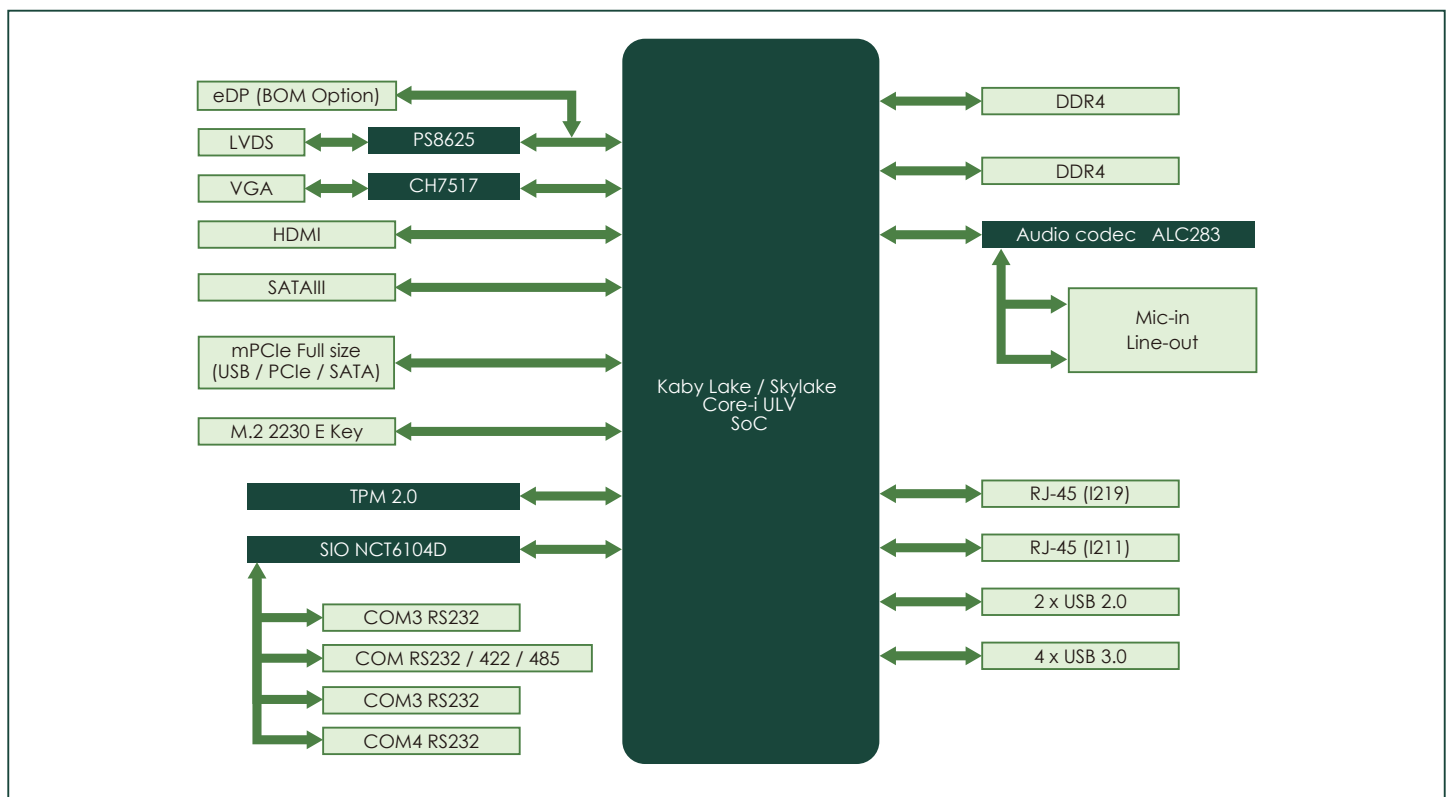 eDP (BOM Option)
LVDS
PS8625
VGA
CH7517
HDMI
SATAIII
mPCIe Full size
(USB / PCIe / SATA)
M.2 2230 E Key
TPM 2.0
SIO NCT6104D
COM3 RS232
COM RS232 / 422 / 485
COM3 RS232
COM4 RS232
Kaby Lake / Skylake
Core-i ULV
SoC
DDR4
DDR4
Audio codec ALC283
Mic-in
Line-out
RJ-45 (I219)
RJ-45 (I211)
2 x USB 2.0
4 x USB 3.0